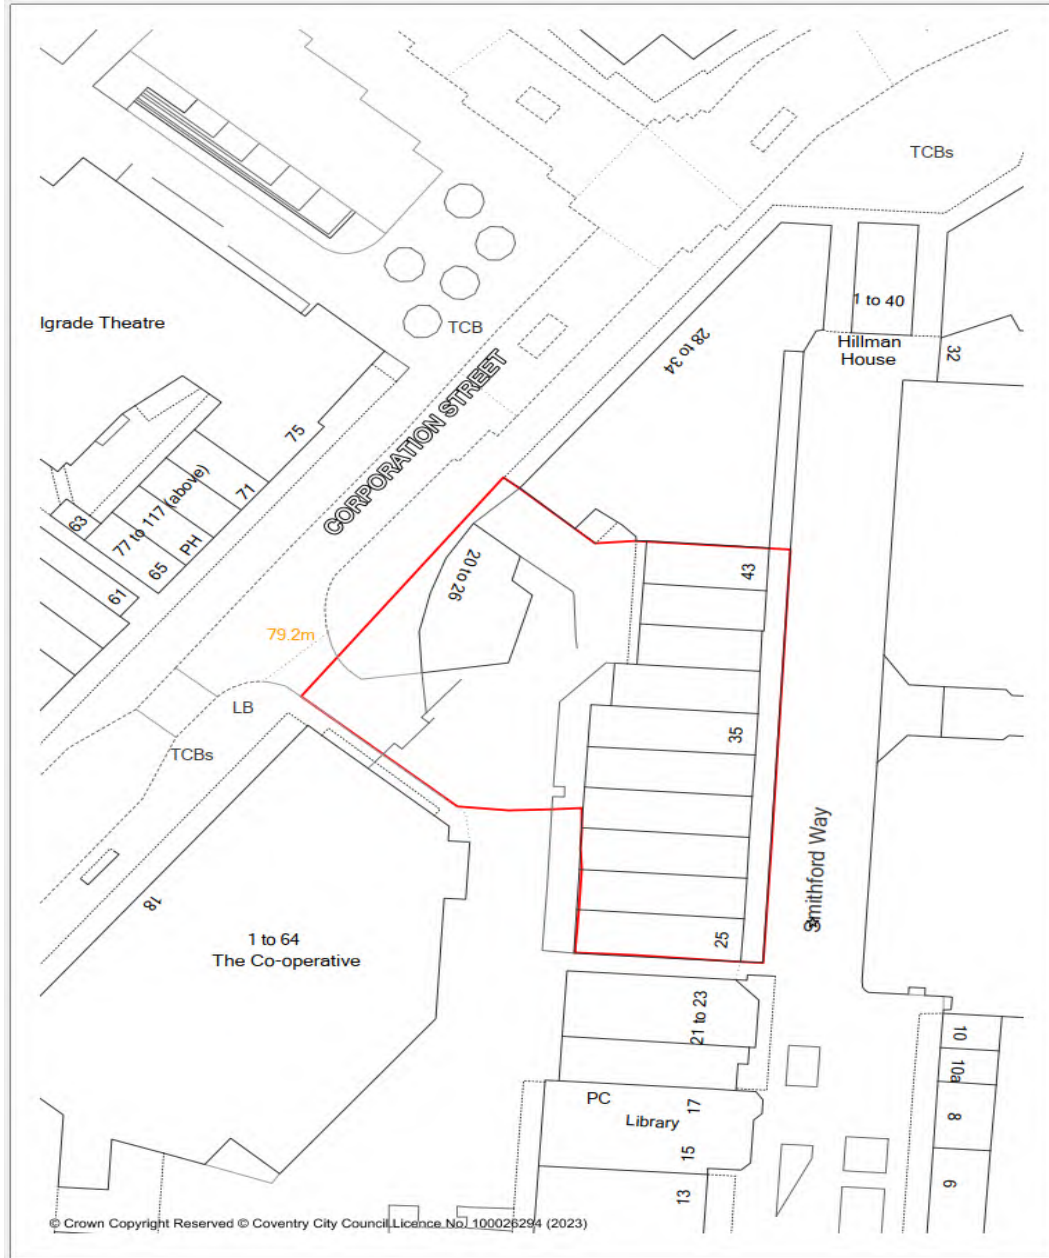 TCBs
1 to 40
Hillman
House
32
lgrade Theatre
TCB
28 to 34
CORPORATION STREET
75
71
77 to 117 (above)
PH
63
65
61
20 to 26
43
79.2m
LB
TCBs
35
Smithford Way
18
1 to 64
The Co-operative
25
21 to 23
10
10a
PC
17
Library
8
15
13
6
© Crown Copyright Reserved © Coventry City Council.Licence No. 100026294 (2023)